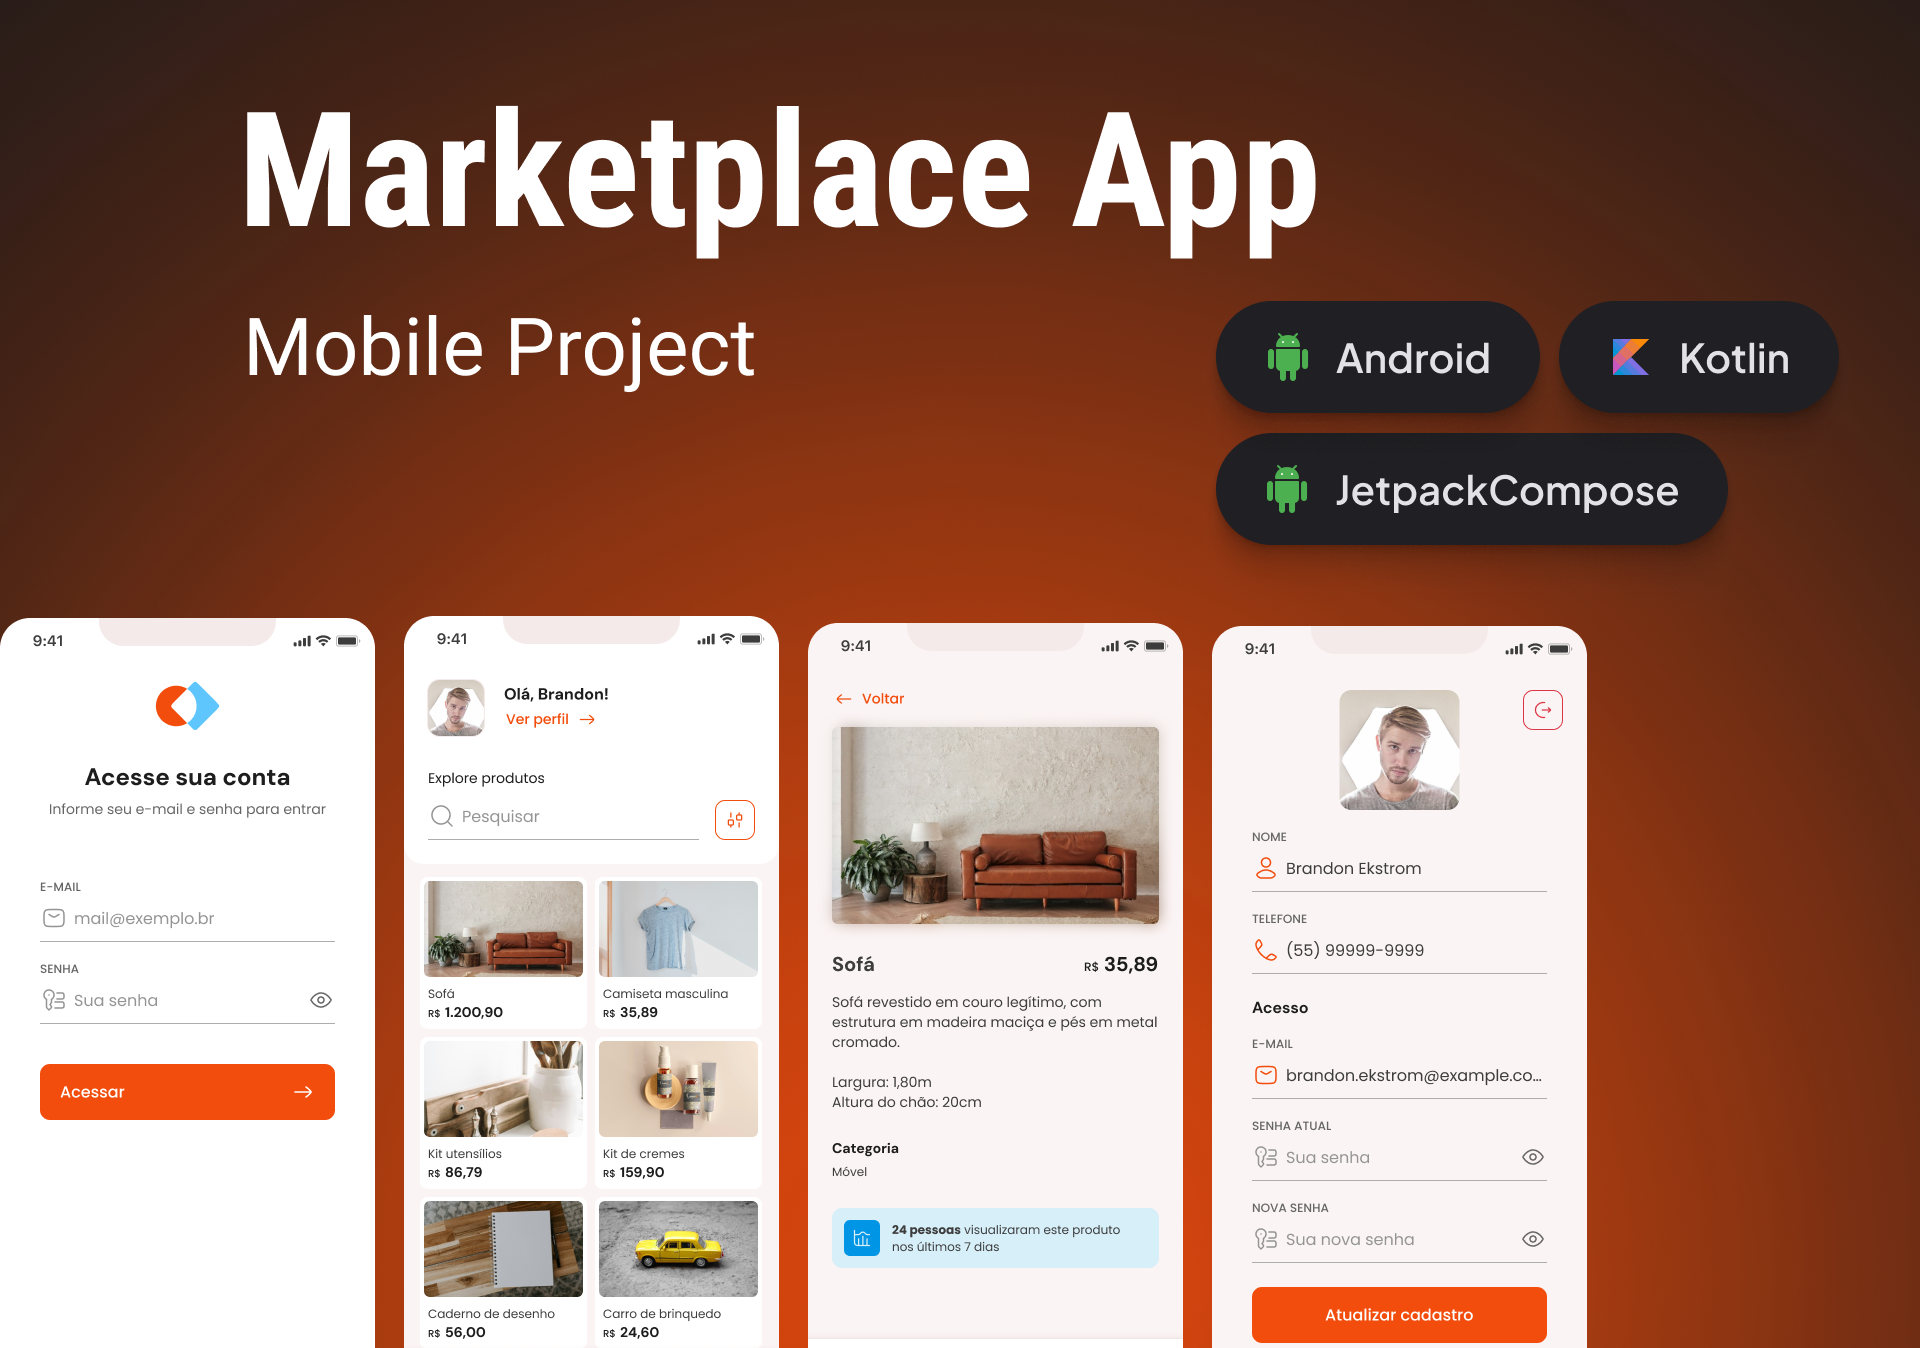 Marketplace App
Mobile Project
Android
Kotlin
JetpackCompose
9:41
Acesse sua conta
Informe seu e-mail e senha para entrar
E-MAIL
mail@exemplo.br
SENHA
Sua senha
Acessar
9:41
Olá, Brandon!
Ver perfil
Explore produtos
Pesquisar
Sofá
R$ 1.200,90
Camiseta masculina
R$ 35,89
Kit utensílios
R$ 86,79
Kit de cremes
R$ 159,90
Caderno de desenho
R$ 56,00
Carro de brinquedo
R$ 24,60
9:41
Voltar
Sofá
R$ 35,89
Sofá revestido em couro legítimo, com
estrutura em madeira maciça e pés em metal
cromado.
Largura: 1,80m
Altura do chão: 20cm
Categoria
Móvel
24 pessoas visualizaram este produto
nos últimos 7 dias
9:41
NOME
Brandon Ekstrom
TELEFONE
(55) 99999-9999
Acesso
E-MAIL
brandon.ekstrom@example.co...
SENHA ATUAL
Sua senha
NOVA SENHA
Sua nova senha
Atualizar cadastro